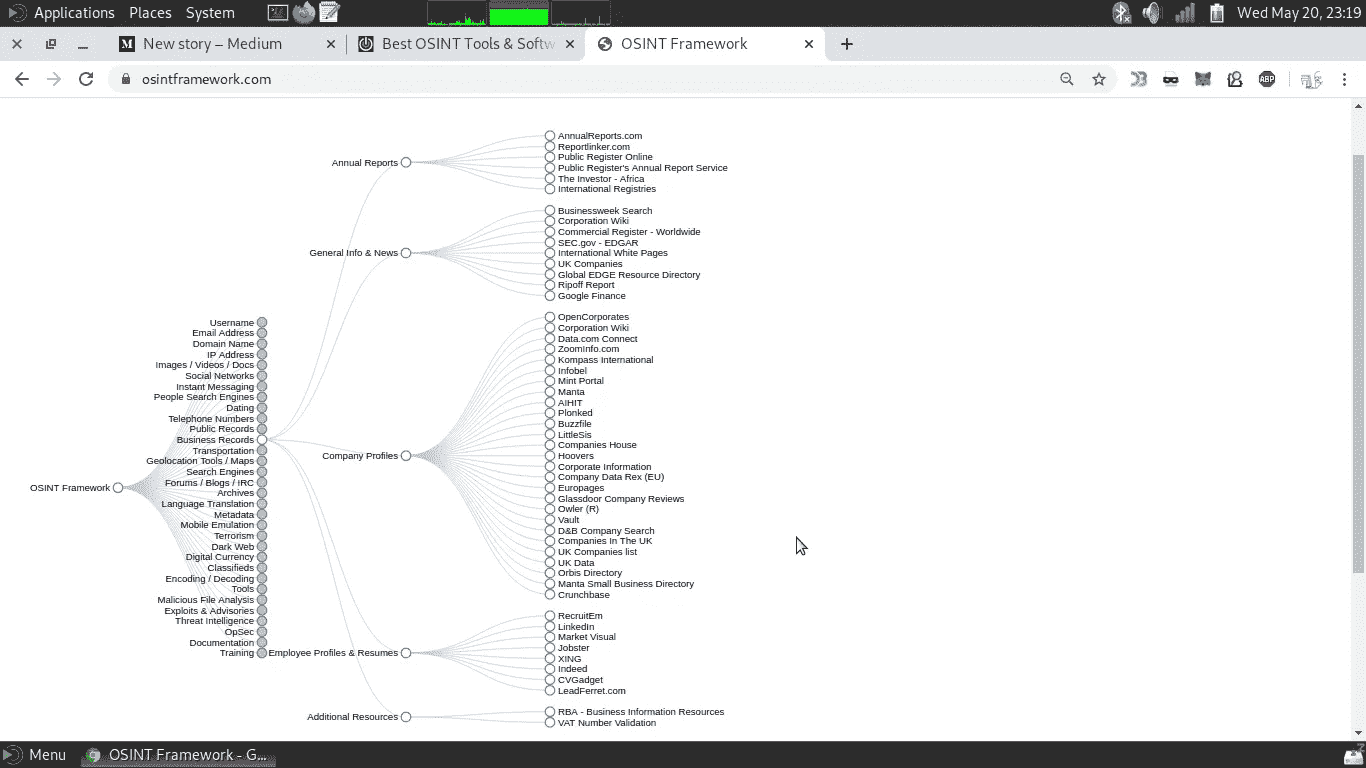 Applications Places System Wed May 20, 23:19
New story – Medium Best OSINT Tools & Softw OSINT Framework
osintframework.com ABP
Annual Reports
AnnualReports.com
Reportlinker.com
Public Register Online
Public Register's Annual Report Service
The Investor - Africa
International Registries
General Info & News
Businessweek Search
Corporation Wiki
Commercial Register - Worldwide
SEC.gov - EDGAR
International White Pages
UK Companies
Global EDGE Resource Directory
Ripoff Report
Google Finance
OSINT Framework
Username
Email Address
Domain Name
IP Address
Images / Videos / Docs
Social Networks
Instant Messaging
People Search Engines
Dating
Telephone Numbers
Public Records
Business Records
Transportation
Geolocation Tools / Maps
Search Engines
Forums / Blogs / IRC
Archives
Language Translation
Metadata
Mobile Emulation
Terrorism
Dark Web
Digital Currency
Classifieds
Encoding / Decoding
Tools
Malicious File Analysis
Exploits & Advisories
Threat Intelligence
OpSec
Documentation
Training
Company Profiles
OpenCorporates
Corporation Wiki
Data.com Connect
ZoomInfo.com
Kompass International
Infobel
Mint Portal
Manta
AIHIT
Plonked
Buzzfile
LittleSis
Companies House
Hoovers
Corporate Information
Company Data Rex (EU)
Europages
Glassdoor Company Reviews
Owler (R)
Vault
D&B Company Search
Companies In The UK
UK Companies list
UK Data
Orbis Directory
Manta Small Business Directory
Crunchbase
Employee Profiles & Resumes
RecruitEm
LinkedIn
Market Visual
Jobster
XING
Indeed
CVGadget
LeadFerret.com
Additional Resources
RBA - Business Information Resources
VAT Number Validation
Menu OSINT Framework - G...